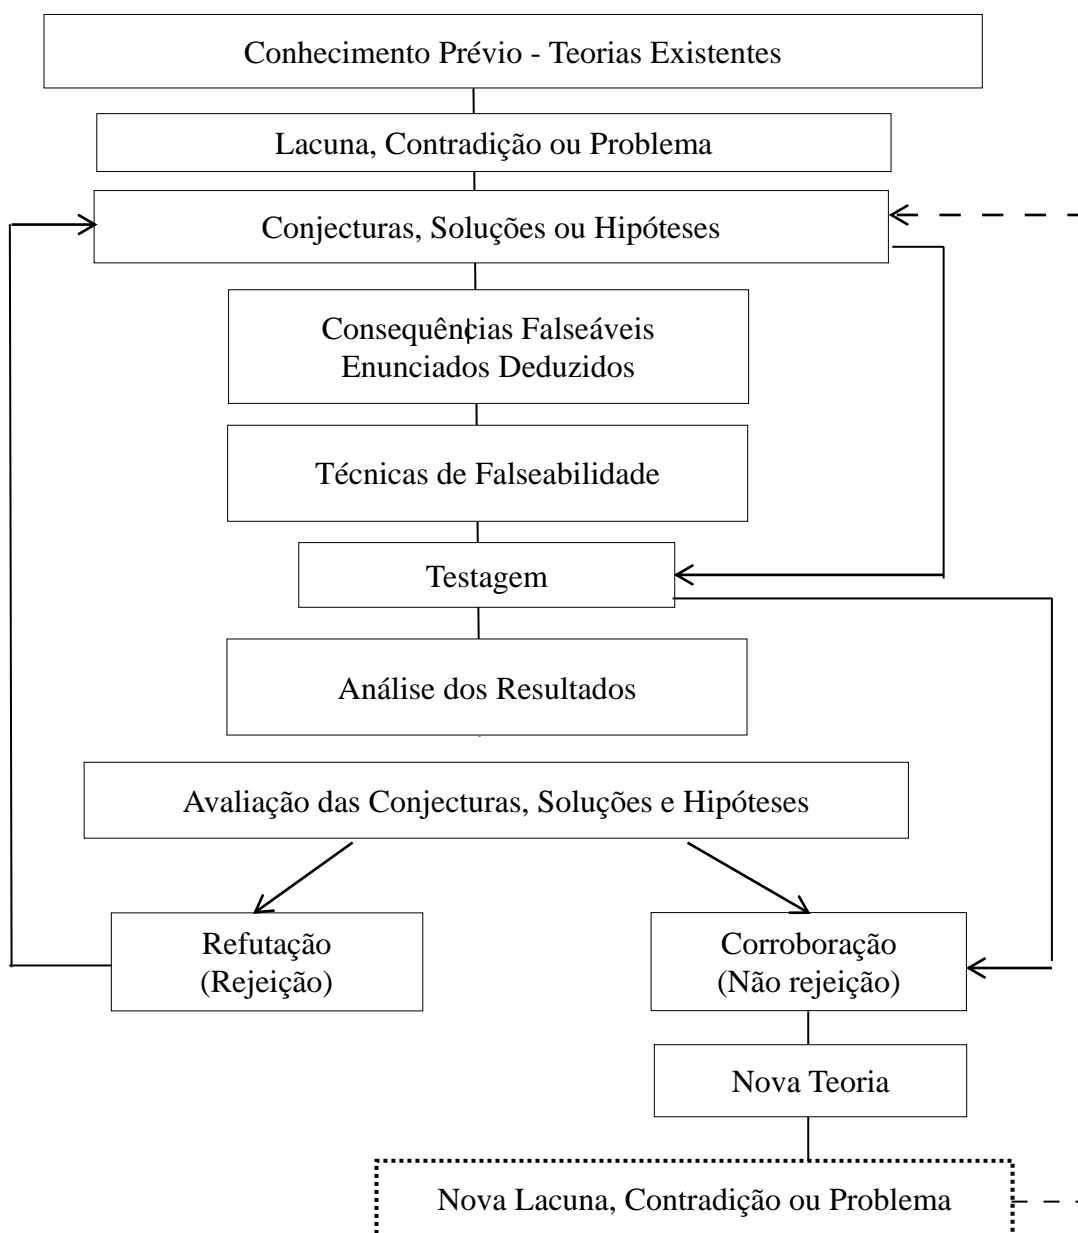 Conhecimento Prévio - Teorias Existentes
Lacuna, Contradição ou Problema
Conjecturas, Soluções ou Hipóteses
Consequências Falseáveis
Enunciados Deduzidos
Técnicas de Falseabilidade
Testagem
Análise dos Resultados
Avaliação das Conjecturas, Soluções e Hipóteses
Refutação
(Rejeição)
Corroboração
(Não rejeição)
Nova Teoria
Nova Lacuna, Contradição ou Problema